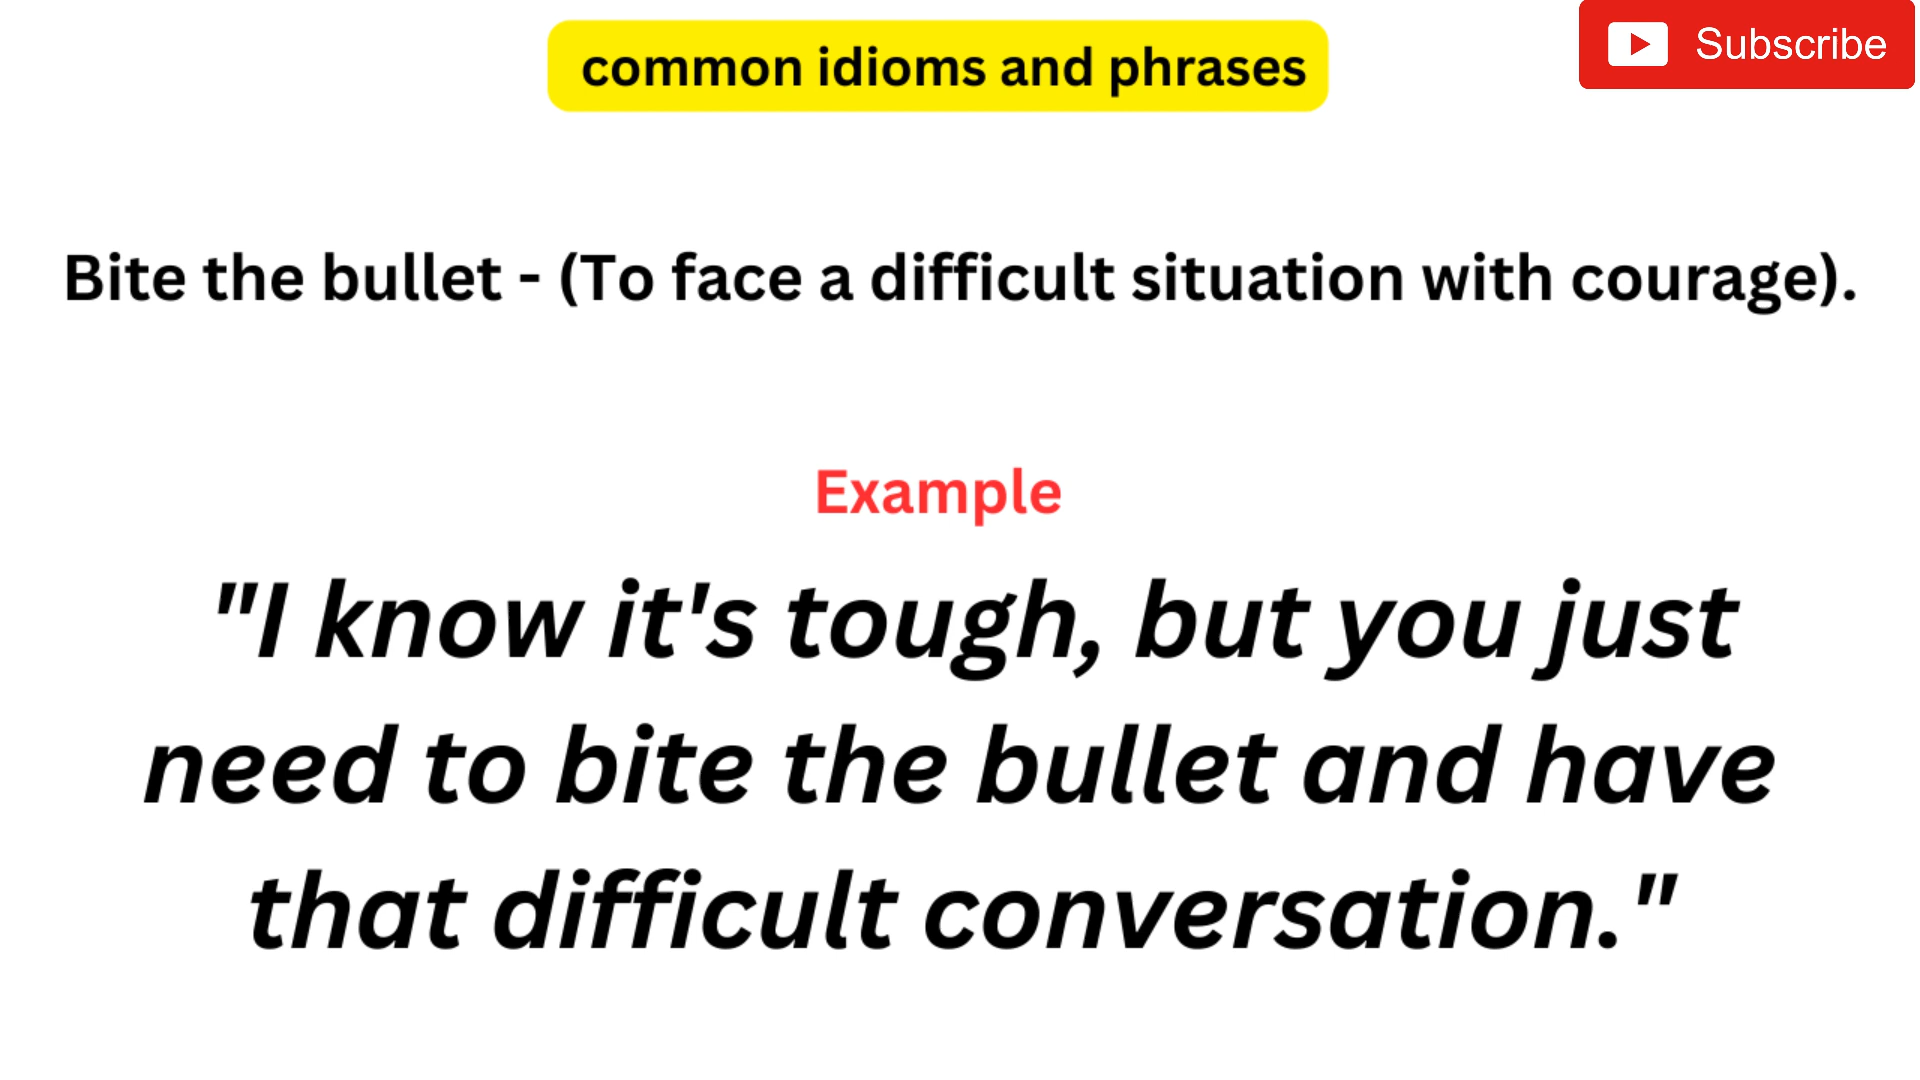 common idioms and phrases
Subscribe
Bite the bullet - (To face a difficult situation with courage).
Example
"I know it's tough, but you just
need to bite the bullet and have
that difficult conversation."